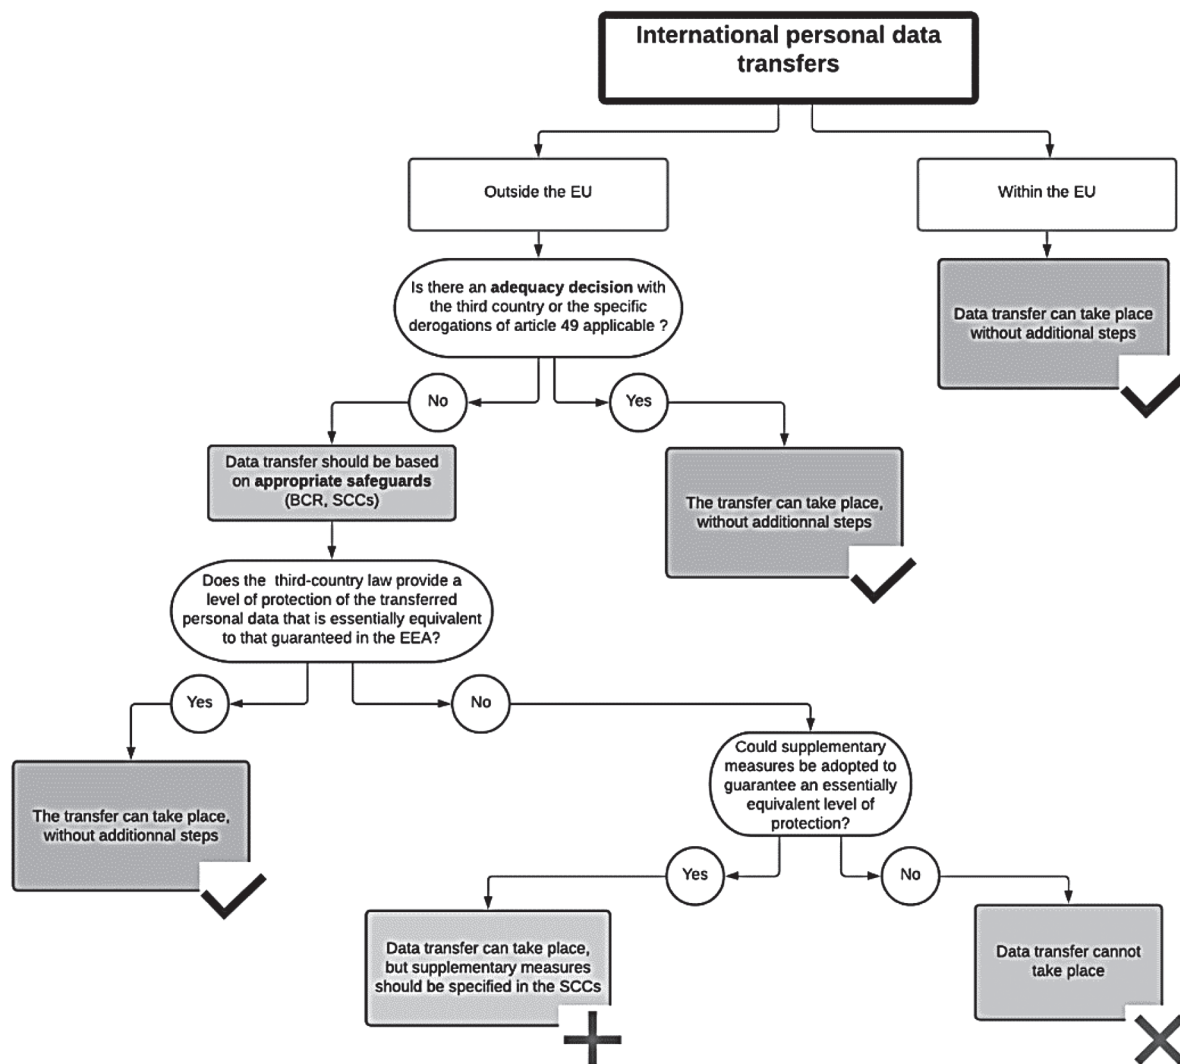 International personal data
transfers
Outside the EU
Within the EU
Is there an adequacy decision with
the third country or the specific
derogations of article 49 applicable ?
Data transfer can take place
without additional steps
No
Yes
Data transfer should be based
on appropriate safeguards
(BCR, SCCs)
The transfer can take place,
without additionnal steps
Does the third-country law provide a
level of protection of the transferred
personal data that is essentially equivalent
to that guaranteed in the EEA?
Yes
No
Could supplementary
measures be adopted to
guarantee an essentially
equivalent level of
protection?
The transfer can take place,
without additionnal steps
Yes
No
Data transfer can take place,
but supplementary measures
should be specified in the SCCs
Data transfer cannot
take place